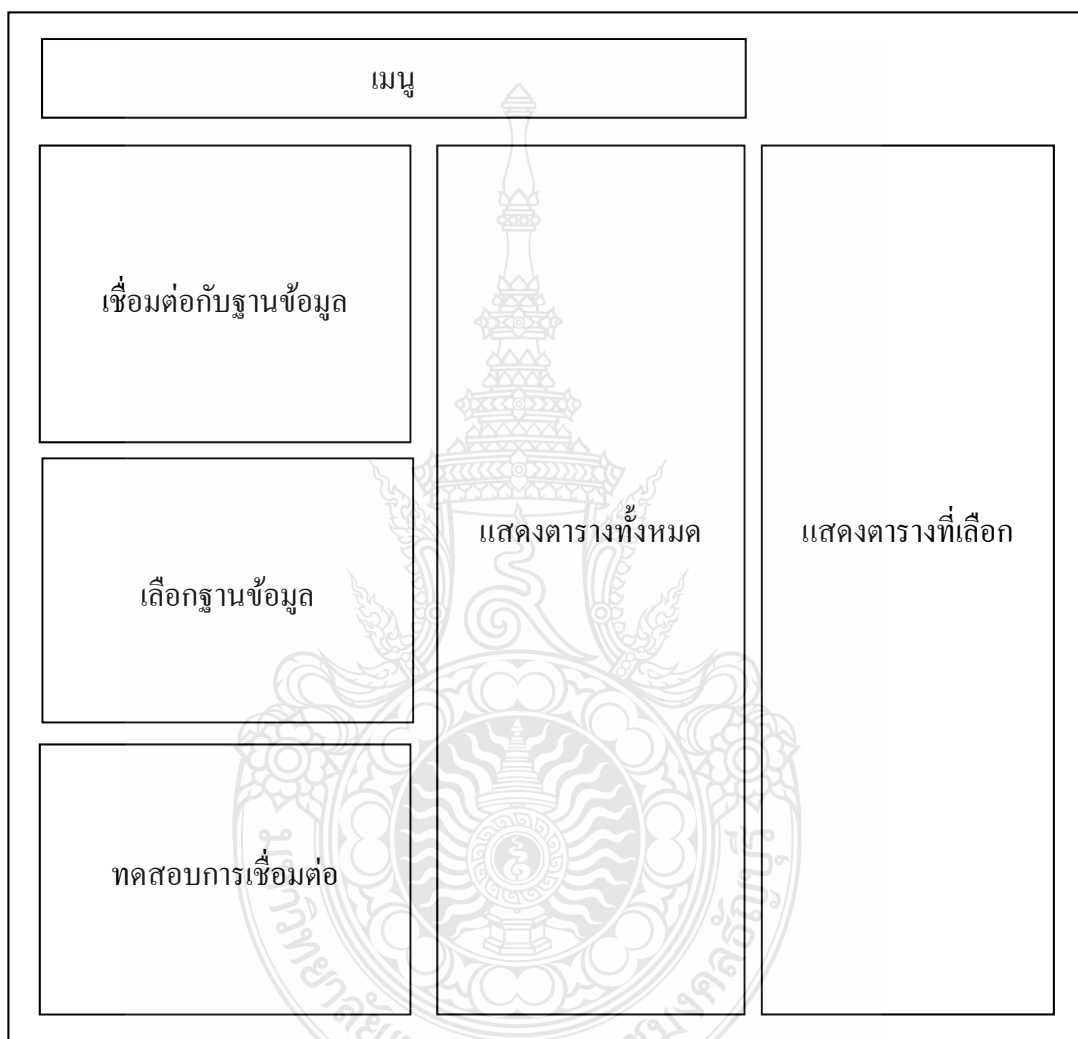 เมนู
เชื่อมต่อกับฐานข้อมูล
แสดงตารางทั้งหมด
แสดงตารางที่เลือก
เลือกฐานข้อมูล
ทดสอบการเชื่อมต่อ